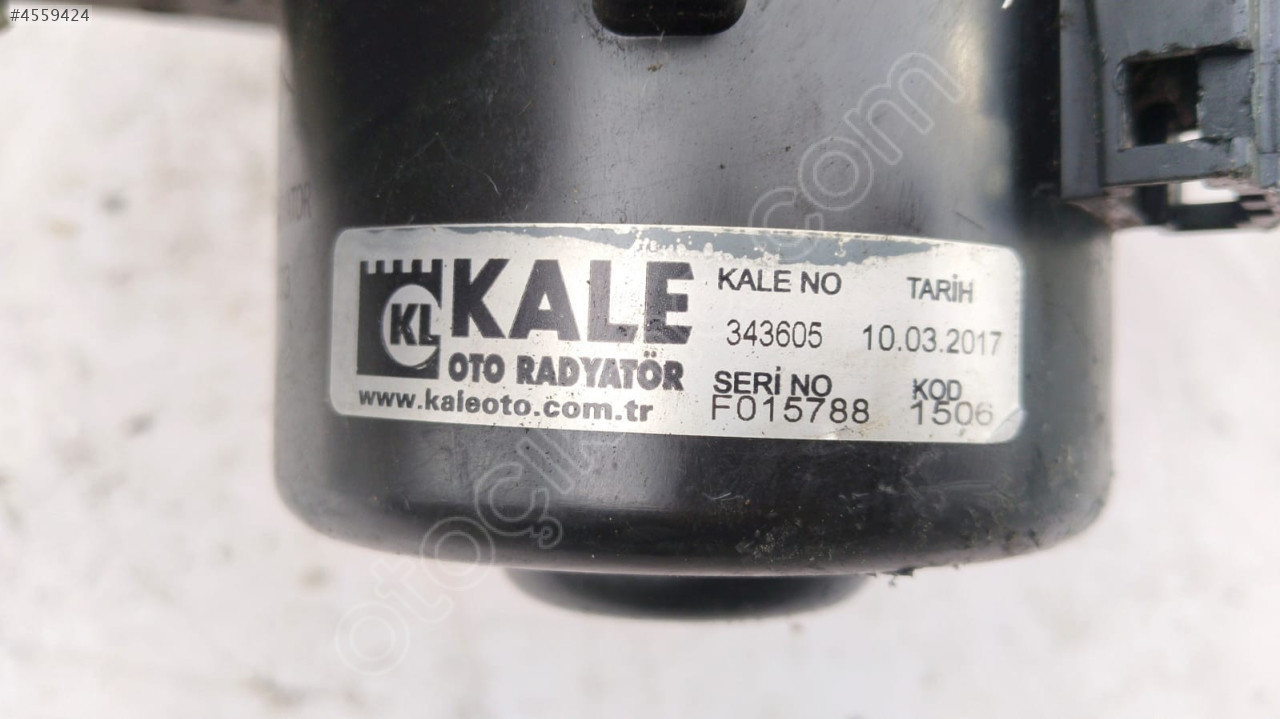 #4559424
KL KALE
OTO RADYATÖR
www.kaleoto.com.tr
KALE NO TARİH
343605 10.03.2017
SERİ NO KOD
F015788 1506